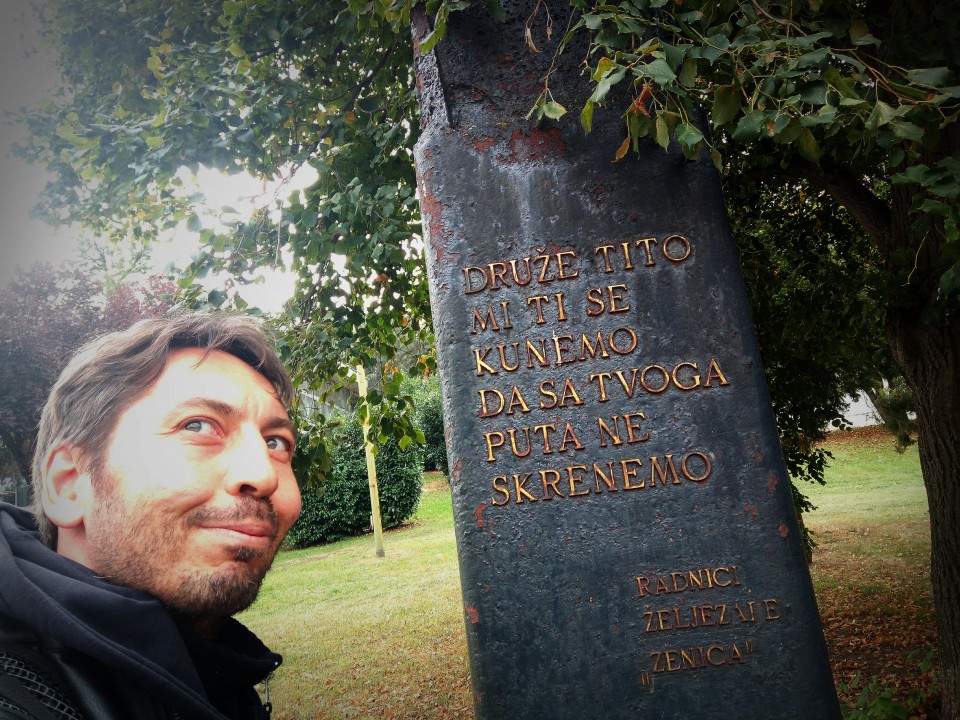 DRUŽE TITO
MI TI SE
KUNEMO
DA SA TVOGA
PUTA NE
SKRENEMO
RADNICI
ŽELJEZARE
„ZENICA"